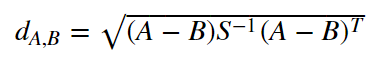 d_{A,B} = \sqrt{(A − B)S^{−1}(A − B)^T}